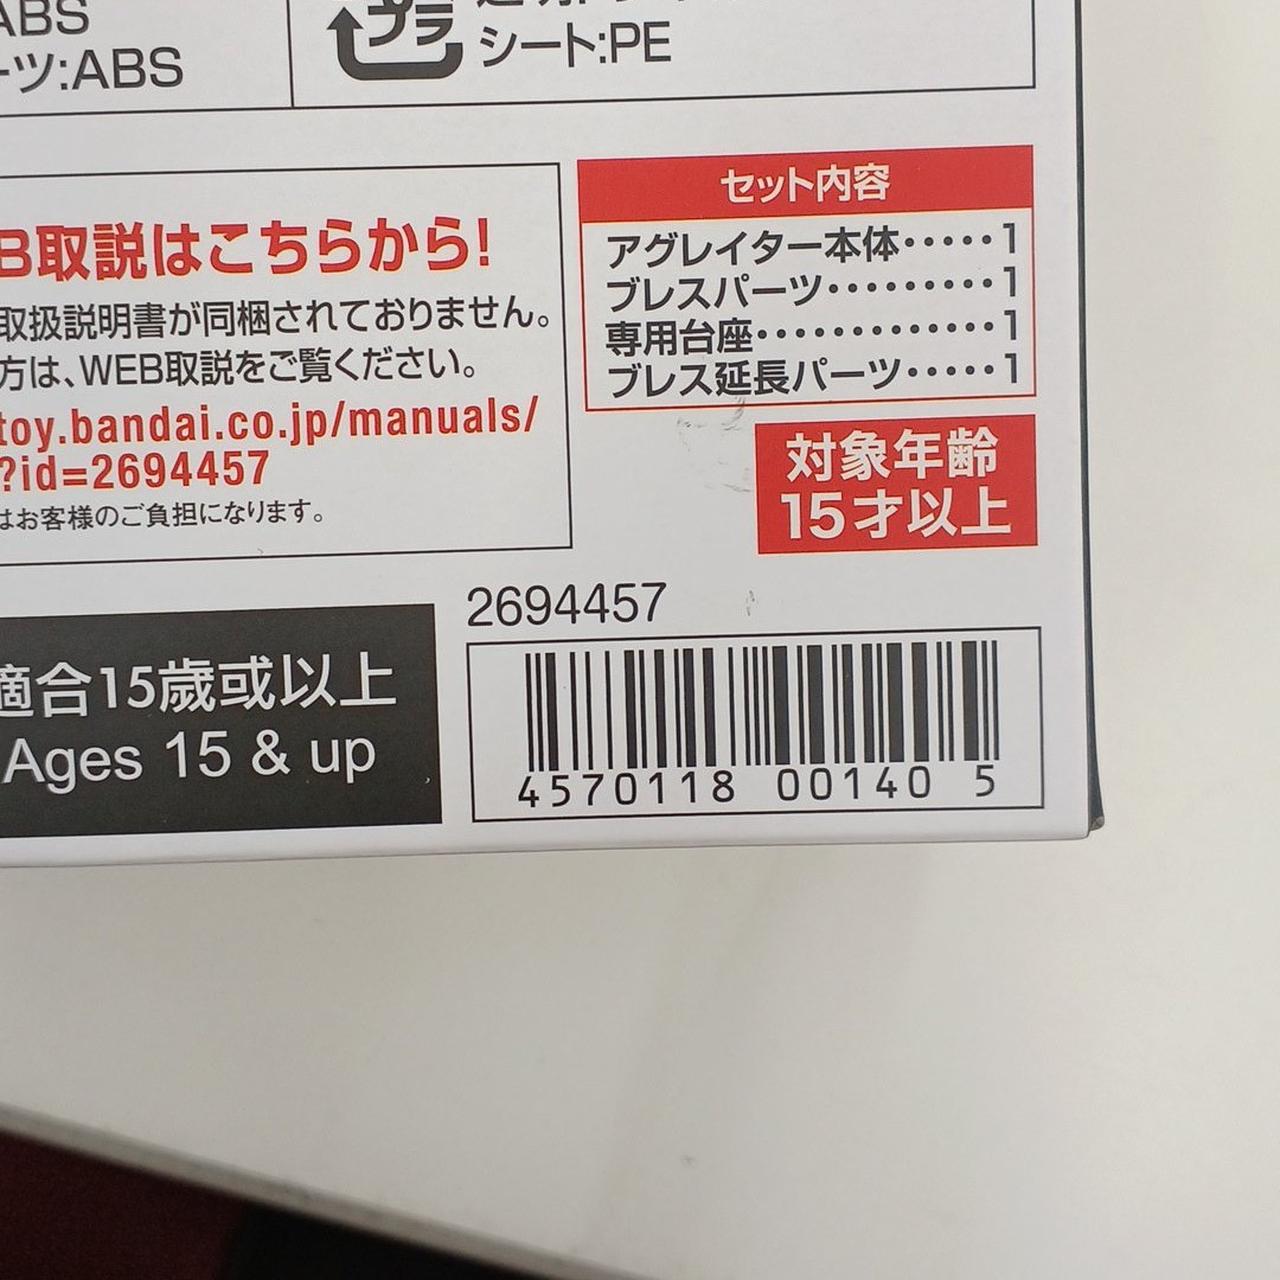 ABS
ーツ:ABS
プラ
シート:PE
B取説はこちらから!
取扱説明書が同梱されておりません。
方は、WEB取説をご覧ください。
toy.bandai.co.jp/manuals/
?id=2694457
はお客様のご負担になります。
セット内容
アグレイター本体・・・・・1
ブレスパーツ・・・・・・・・・1
専用台座・・・・・・・・・・・・・1
ブレス延長パーツ・・・・・1
対象年齢
15才以上
適合15歲或以上
Ages 15 & up
2694457
4570118 00140 5